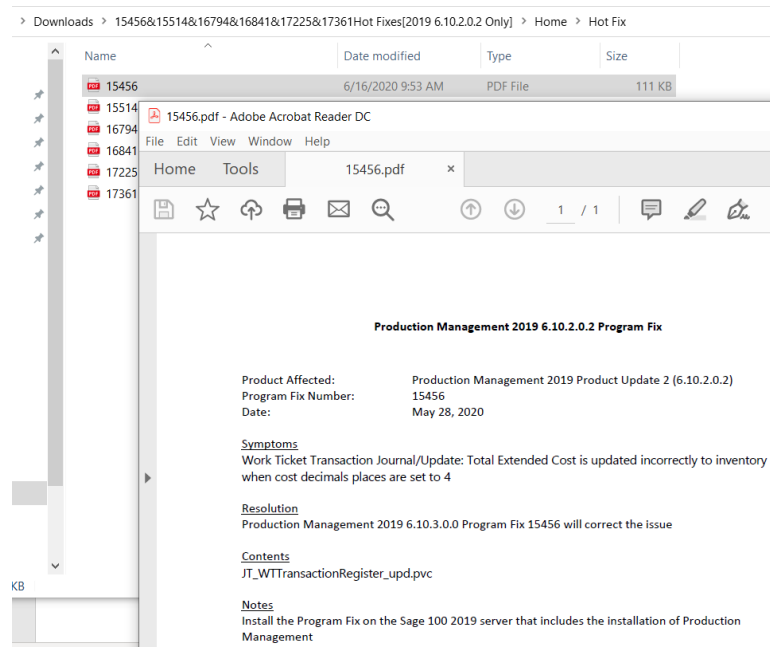 > Downloads > 15456&15514&16794&16841&17225&17361Hot Fixes[2019 6.10.2.0.2 Only] > Home > Hot Fix
Name Date modified Type Size
PDF 15456 6/16/2020 9:53 AM PDF File 111 KB
PDF 15514
PDF 16794
PDF 16841
PDF 17225
PDF 17361
15456.pdf - Adobe Acrobat Reader DC
File Edit View Window Help
Home Tools 15456.pdf ×
1 / 1
Production Management 2019 6.10.2.0.2 Program Fix
Product Affected: Production Management 2019 Product Update 2 (6.10.2.0.2)
Program Fix Number: 15456
Date: May 28, 2020
Symptoms
Work Ticket Transaction Journal/Update: Total Extended Cost is updated incorrectly to inventory
when cost decimals places are set to 4
Resolution
Production Management 2019 6.10.3.0.0 Program Fix 15456 will correct the issue
Contents
JT_WTTransactionRegister_upd.pvc
Notes
Install the Program Fix on the Sage 100 2019 server that includes the installation of Production
Management
KB